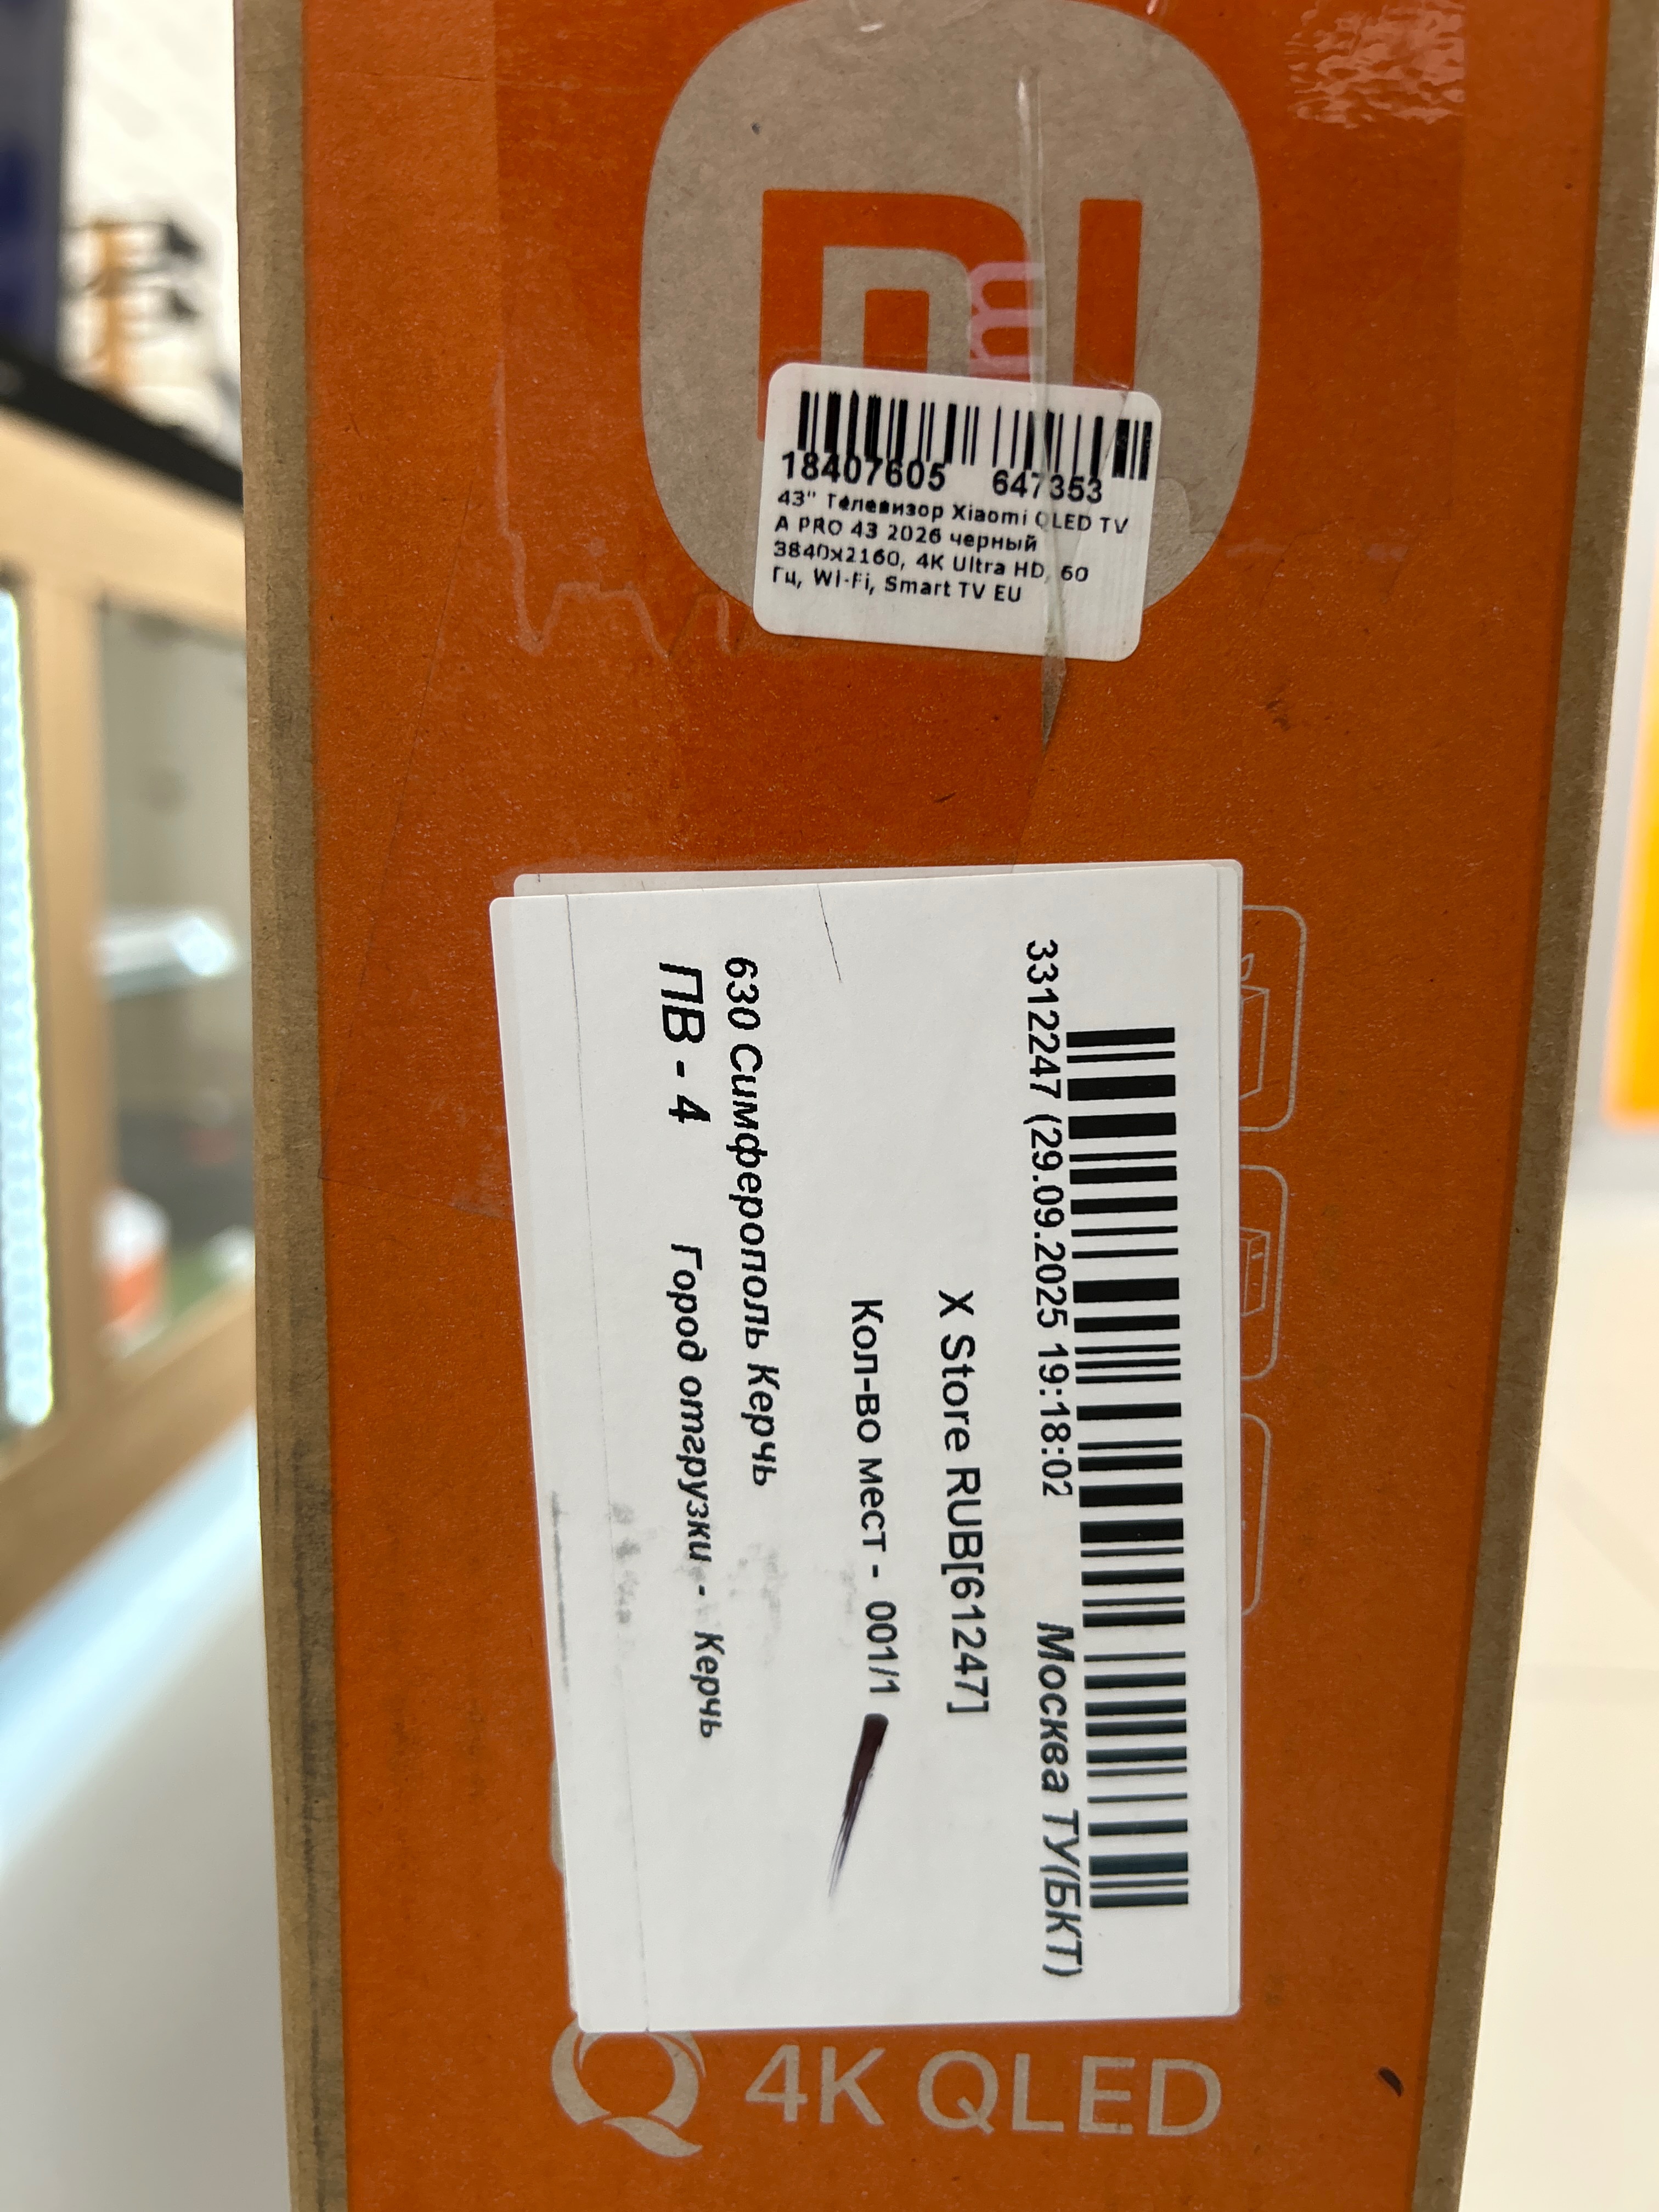 18407605 647353
43" Телевизор Xiaomi QLED TV
A PRO 43 2026 черный
3840x2160, 4K Ultra HD, 60
Гц, Wi-Fi, Smart TV EU
3312247 (29.09.2025 19:18:02 Москва ТУ(БКТ)
X Store RUB[61247]
Кол-во мест - 001/1
630 Симферополь Керчь
ПВ - 4 Город отгрузки - Керчь
4K QLED